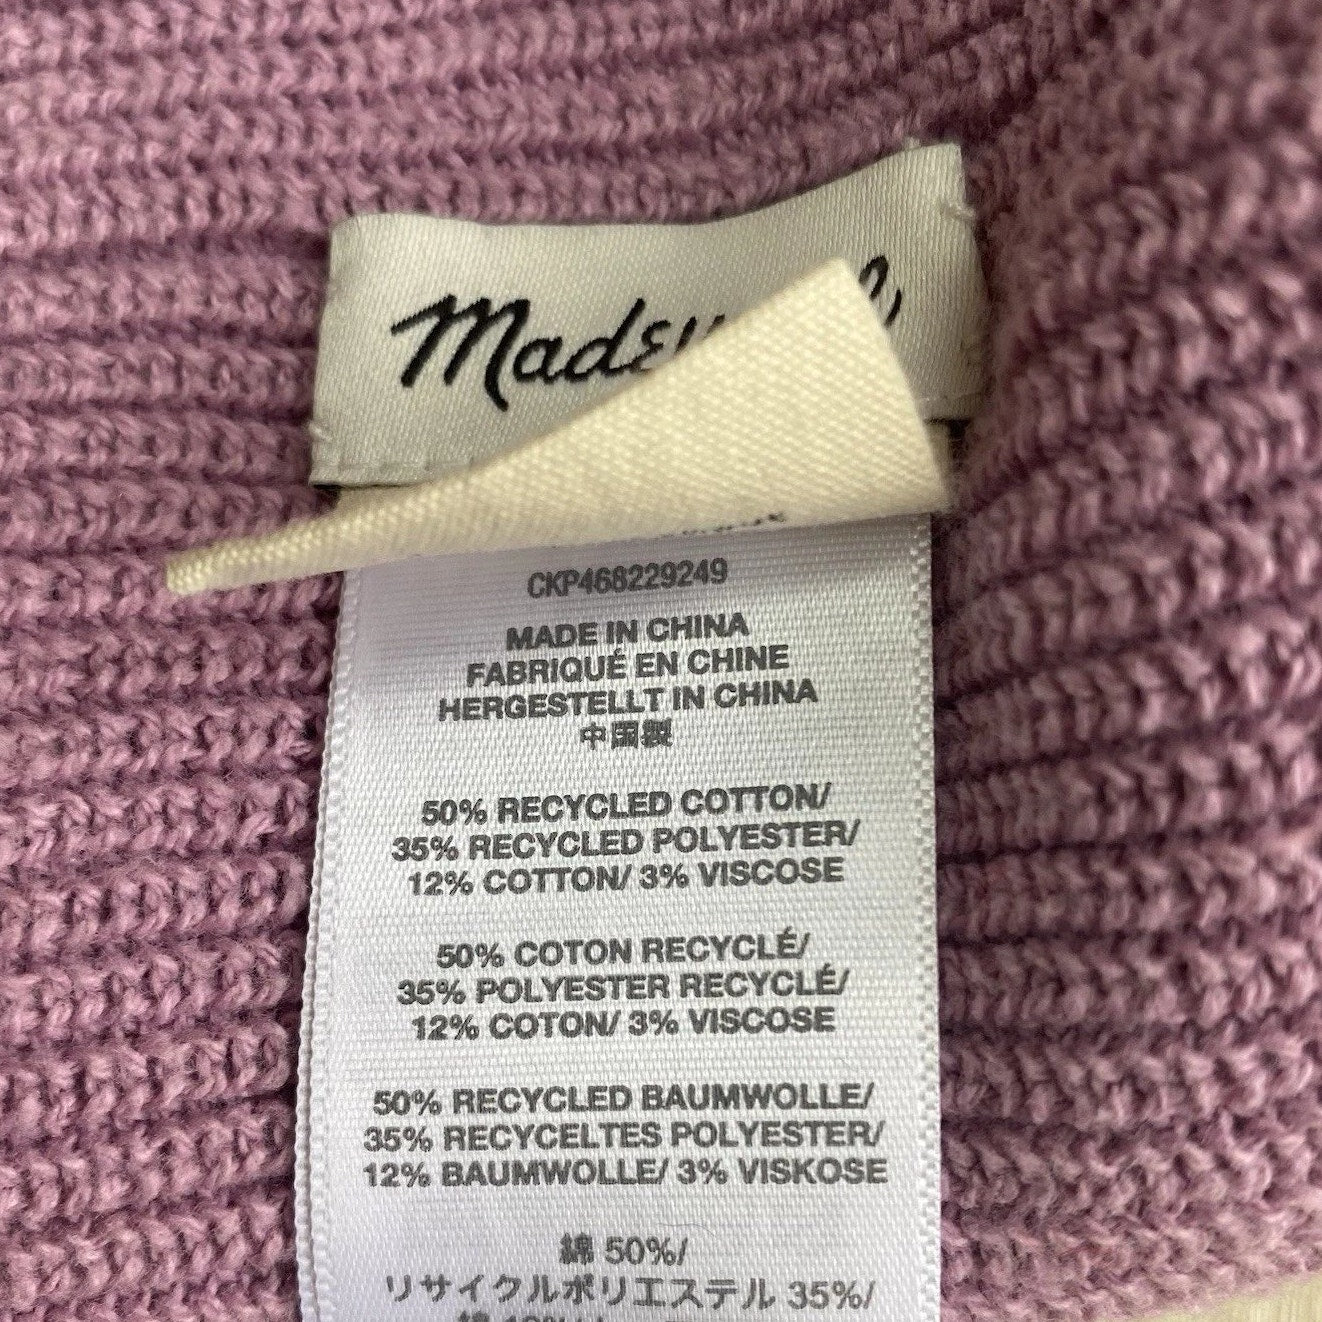 CKP468229249
MADE IN CHINA
FABRIQUÉ EN CHINE
HERGESTELLT IN CHINA
中国製
50% RECYCLED COTTON/
35% RECYCLED POLYESTER/
12% COTTON/ 3% VISCOSE
50% COTON RECYCLÉ/
35% POLYESTER RECYCLÉ/
12% COTON/ 3% VISCOSE
50% RECYCLED BAUMWOLLE/
35% RECYCELTES POLYESTER/
12% BAUMWOLLE/ 3% VISKOSE
綿 50%/
リサイクルポリエステル 35%/